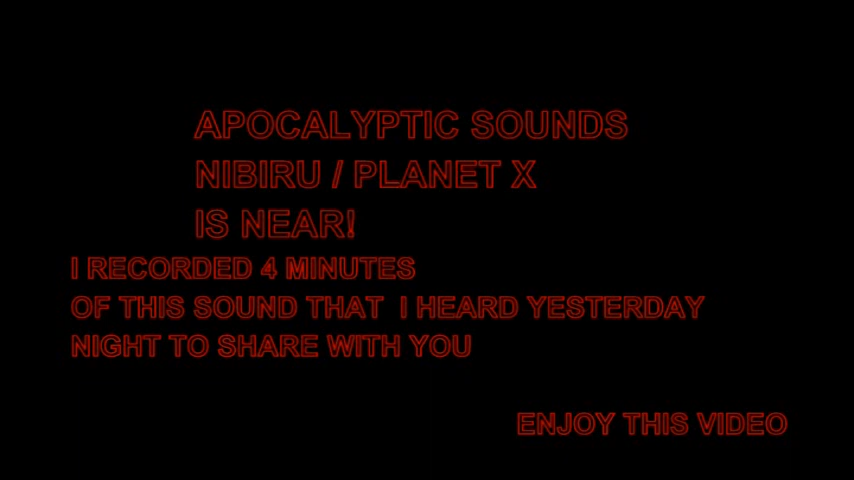 APOCALYPTIC SOUNDS
NIBIRU / PLANET X
IS NEAR!
I RECORDED 4 MINUTES
OF THIS SOUND THAT I HEARD YESTERDAY
NIGHT TO SHARE WITH YOU
ENJOY THIS VIDEO